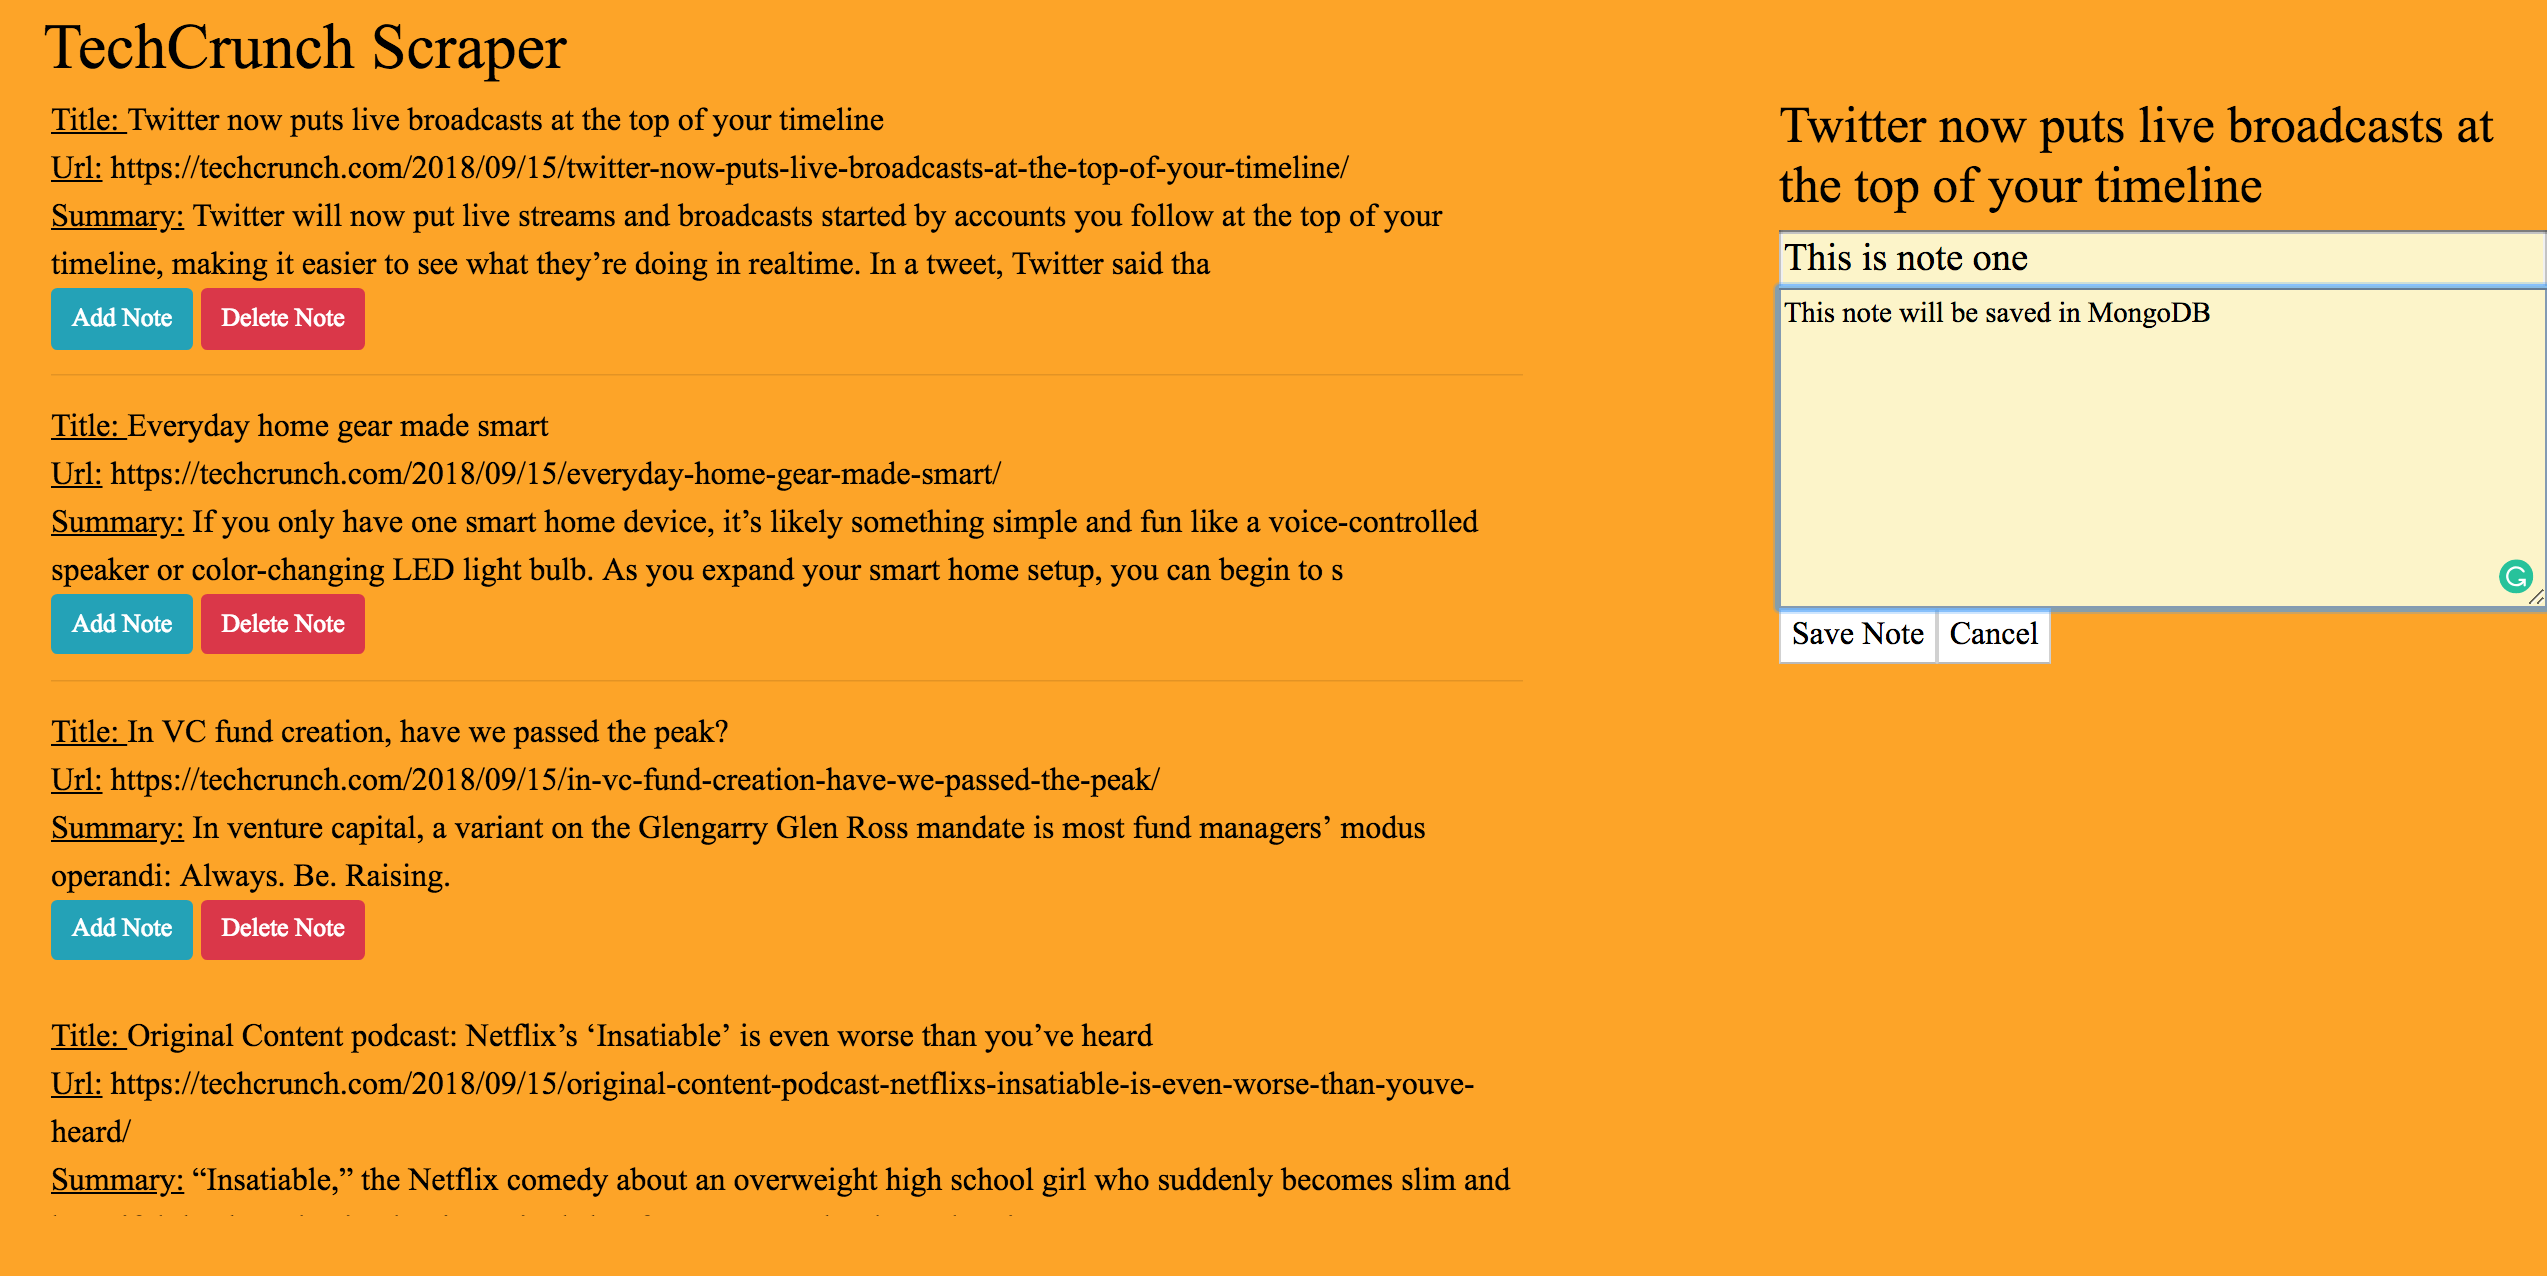 TechCrunch Scraper
Title: Twitter now puts live broadcasts at the top of your timeline
Url: https://techcrunch.com/2018/09/15/twitter-now-puts-live-broadcasts-at-the-top-of-your-timeline/
Summary: Twitter will now put live streams and broadcasts started by accounts you follow at the top of your
timeline, making it easier to see what they’re doing in realtime. In a tweet, Twitter said tha
Add Note Delete Note
Title: Everyday home gear made smart
Url: https://techcrunch.com/2018/09/15/everyday-home-gear-made-smart/
Summary: If you only have one smart home device, it’s likely something simple and fun like a voice-controlled
speaker or color-changing LED light bulb. As you expand your smart home setup, you can begin to s
Add Note Delete Note
Title: In VC fund creation, have we passed the peak?
Url: https://techcrunch.com/2018/09/15/in-vc-fund-creation-have-we-passed-the-peak/
Summary: In venture capital, a variant on the Glengarry Glen Ross mandate is most fund managers’ modus
operandi: Always. Be. Raising.
Add Note Delete Note
Title: Original Content podcast: Netflix’s ‘Insatiable’ is even worse than you’ve heard
Url: https://techcrunch.com/2018/09/15/original-content-podcast-netflixs-insatiable-is-even-worse-than-youve-
heard/
Summary: “Insatiable,” the Netflix comedy about an overweight high school girl who suddenly becomes slim and
Twitter now puts live broadcasts at
the top of your timeline
This is note one
This note will be saved in MongoDB
Save Note Cancel